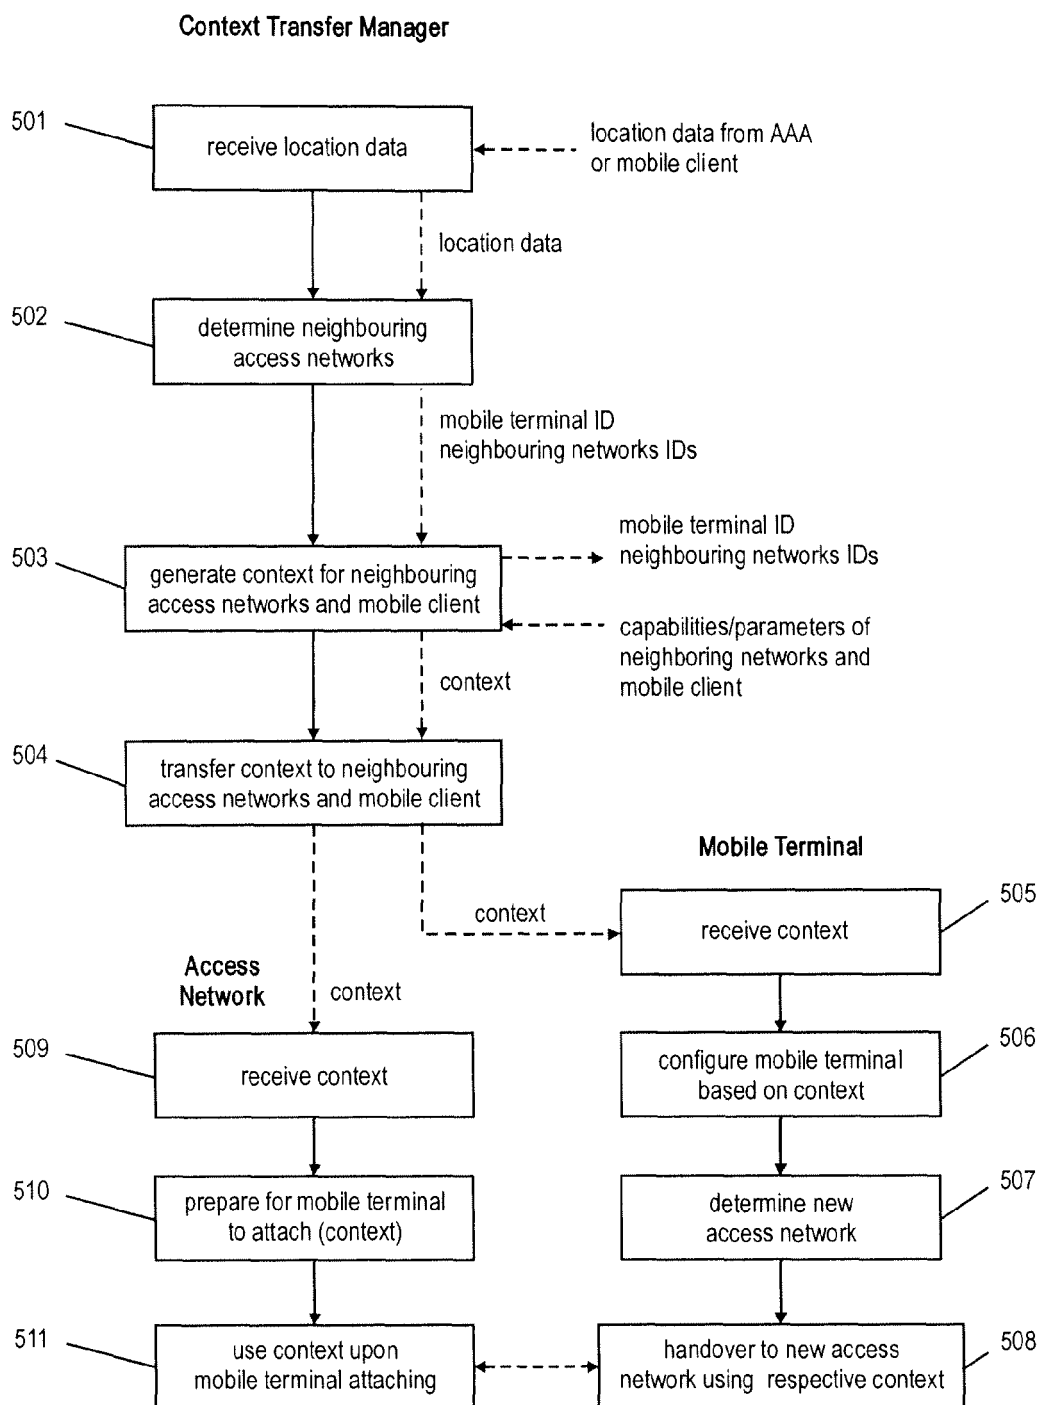 Context Transfer Manager
501
receive location data
location data from AAA
or mobile client
location data
502
determine neighbouring
access networks
mobile terminal ID
neighbouring networks IDs
503
generate context for neighbouring
access networks and mobile client
mobile terminal ID
neighbouring networks IDs
capabilities/parameters of
neighboring networks and
mobile client
context
504
transfer context to neighbouring
access networks and mobile client
Mobile Terminal
context
505
receive context
Access
Network
context
509
receive context
506
configure mobile terminal
based on context
510
prepare for mobile terminal
to attach (context)
507
determine new
access network
511
use context upon
mobile terminal attaching
508
handover to new access
network using respective context